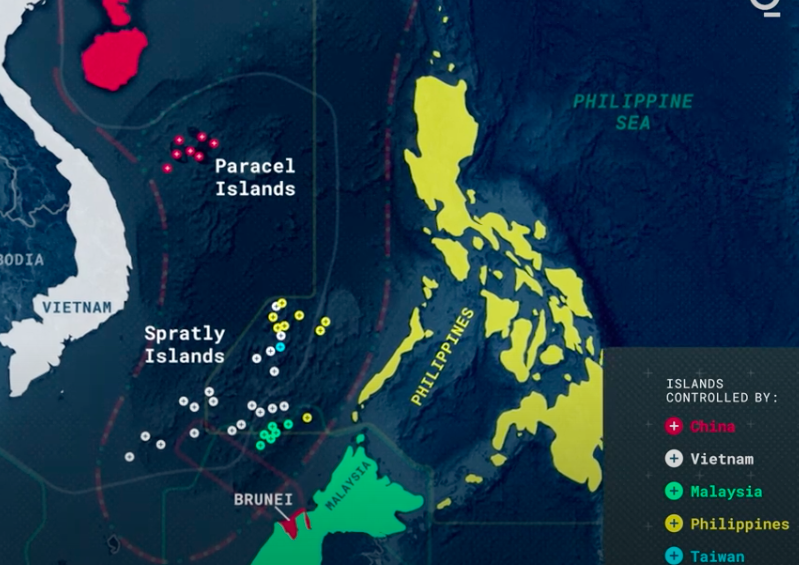 PHILIPPINE
SEA
Paracel
Islands
BODIA
VIETNAM
Spratly
Islands
PHILIPPINES
BRUNEI
MALAYSIA
ISLANDS
CONTROLLED BY:
China
Vietnam
Malaysia
Philippines
Taiwan